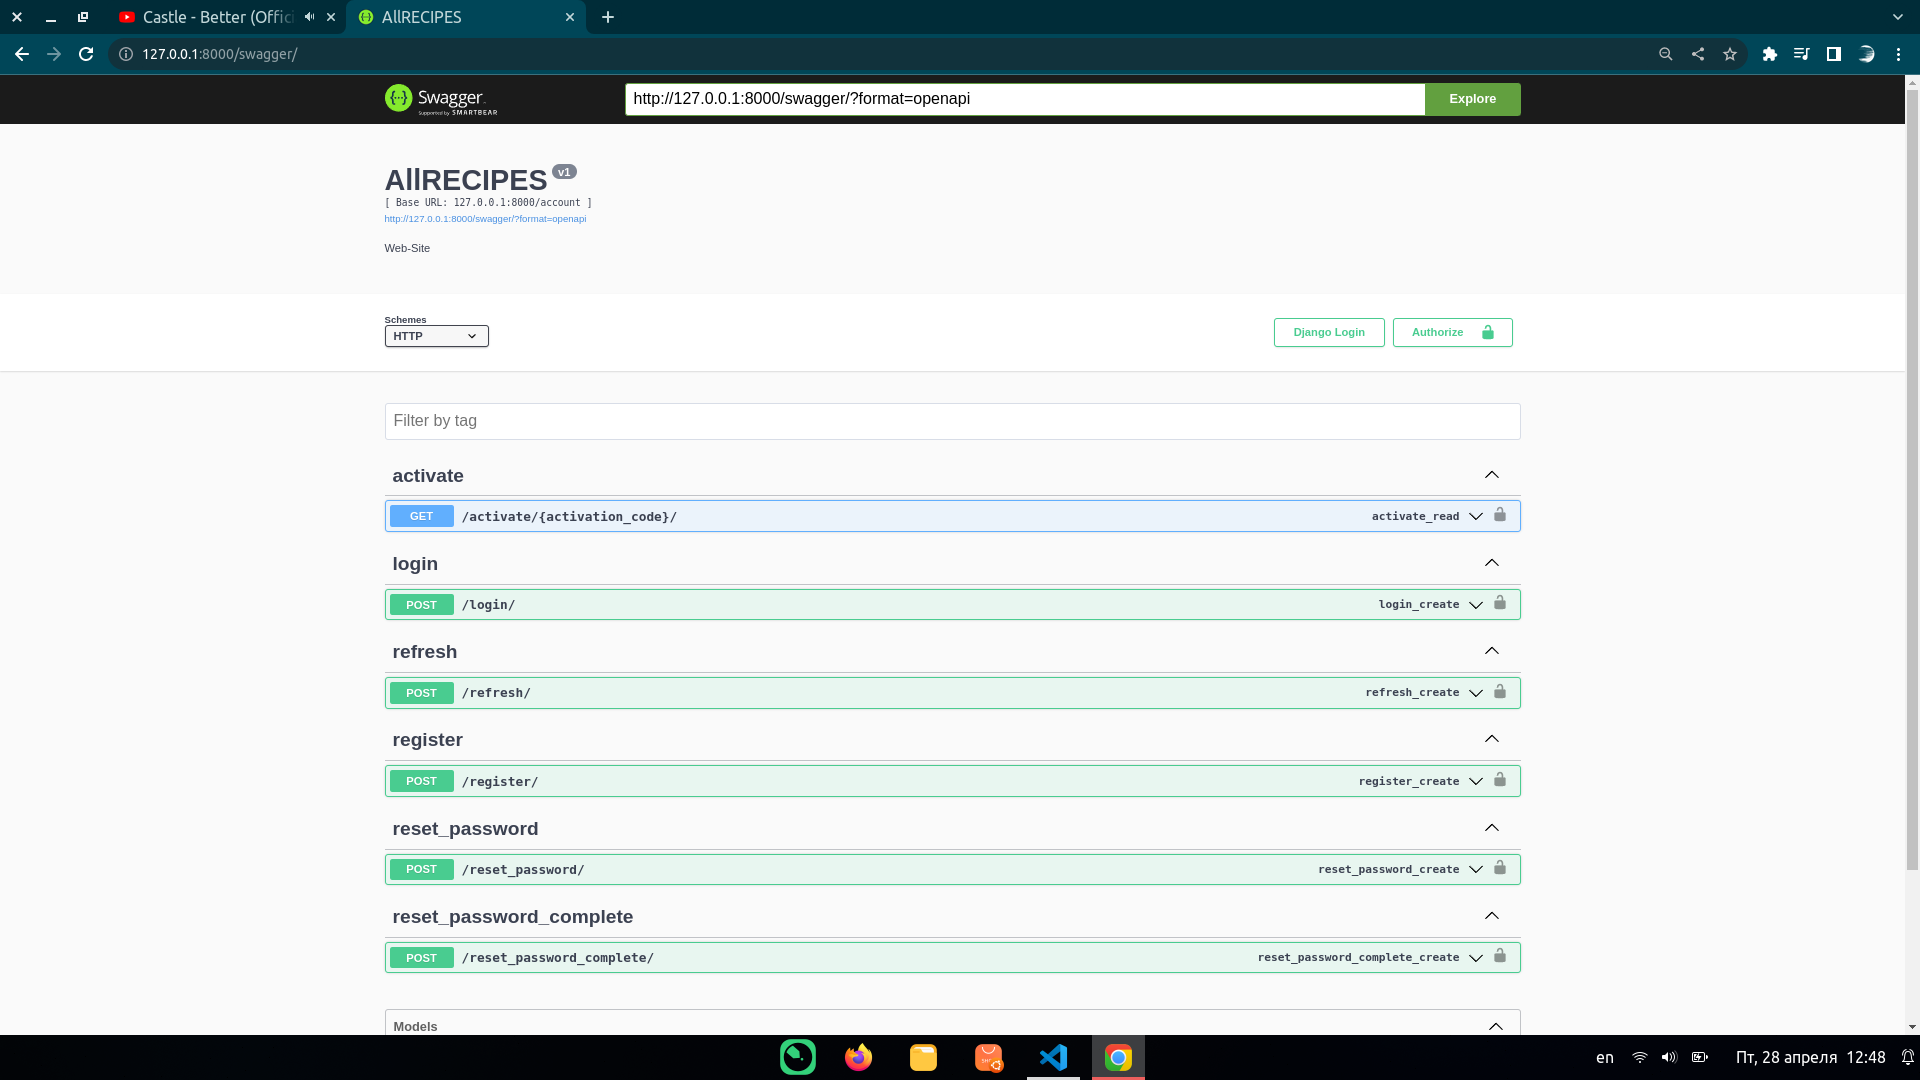 Castle - Better (Offici
AllRECIPES
127.0.0.1:8000/swagger/
Swagger
Supported by SMARTBEAR
http://127.0.0.1:8000/swagger/?format=openapi
Explore
AllRECIPES v1
[ Base URL: 127.0.0.1:8000/account ]
http://127.0.0.1:8000/swagger/?format=openapi
Web-Site
Schemes
HTTP
Django Login
Authorize
Filter by tag
activate
GET /activate/{activation_code}/ activate_read
login
POST /login/ login_create
refresh
POST /refresh/ refresh_create
register
POST /register/ register_create
reset_password
POST /reset_password/ reset_password_create
reset_password_complete
POST /reset_password_complete/ reset_password_complete_create
Models
en
Пт, 28 апреля 12:48